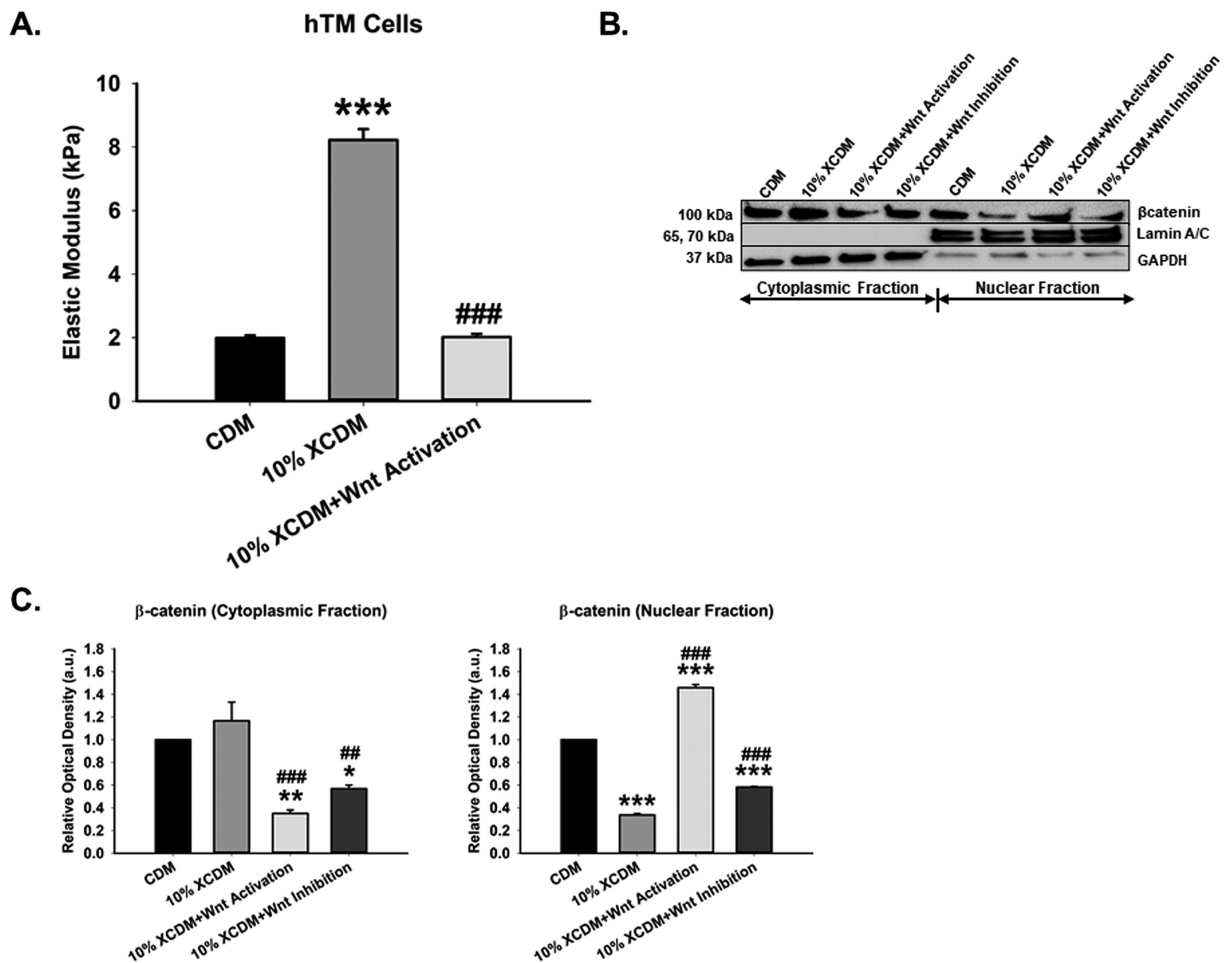 A.
hTM Cells
Elastic Modulus (kPa)
10
8
6
4
2
0
***
###
CDM
10% XCDM
10% XCDM+Wnt Activation
B.
CDM
10% XCDM
10% XCDM+Wnt Activation
10% XCDM+Wnt Inhibition
CDM
10% XCDM
10% XCDM+Wnt Activation
10% XCDM+Wnt Inhibition
100 kDa
βcatenin
65, 70 kDa
Lamin A/C
37 kDa
GAPDH
Cytoplasmic Fraction
Nuclear Fraction
C.
β-catenin (Cytoplasmic Fraction)
Relative Optical Density (a.u.)
1.8
1.6
1.4
1.2
1.0
0.8
0.6
0.4
0.2
0.0
###
**
##
*
CDM
10% XCDM
10% XCDM+Wnt Activation
10% XCDM+Wnt Inhibition
β-catenin (Nuclear Fraction)
Relative Optical Density (a.u.)
1.8
1.6
1.4
1.2
1.0
0.8
0.6
0.4
0.2
0.0
***
###
***
###
***
CDM
10% XCDM
10% XCDM+Wnt Activation
10% XCDM+Wnt Inhibition